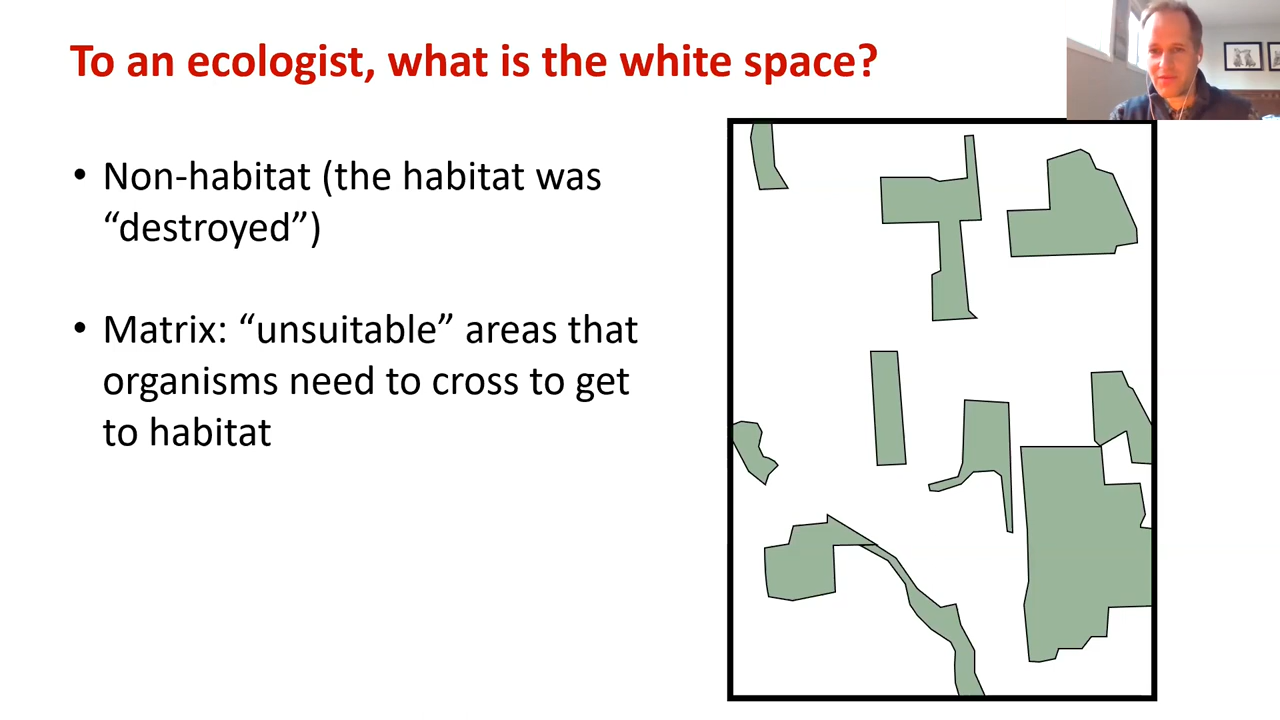 To an ecologist, what is the white space?
• Non-habitat (the habitat was
“destroyed”)
• Matrix: “unsuitable” areas that
organisms need to cross to get
to habitat